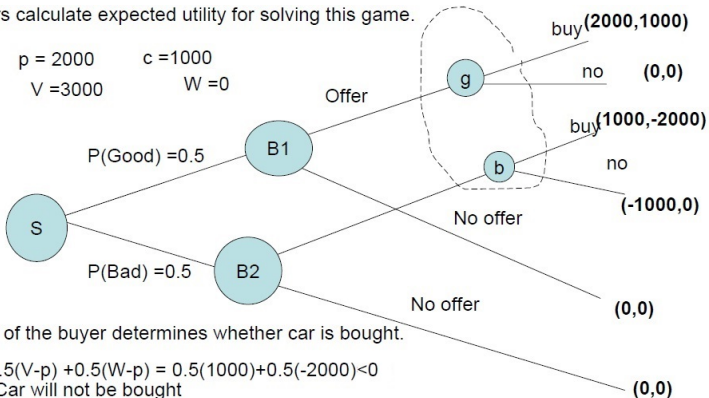 rs calculate expected utility for solving this game.
p = 2000 c =1000
V =3000 W =0
buy (2000,1000)
g
no (0,0)
Offer
buy (1000,-2000)
P(Good) =0.5
B1
b
no
(-1000,0)
No offer
S
P(Bad) =0.5
B2
No offer
(0,0)
of the buyer determines whether car is bought.
.5(V-p) +0.5(W-p) = 0.5(1000)+0.5(-2000)<0
Car will not be bought
(0,0)